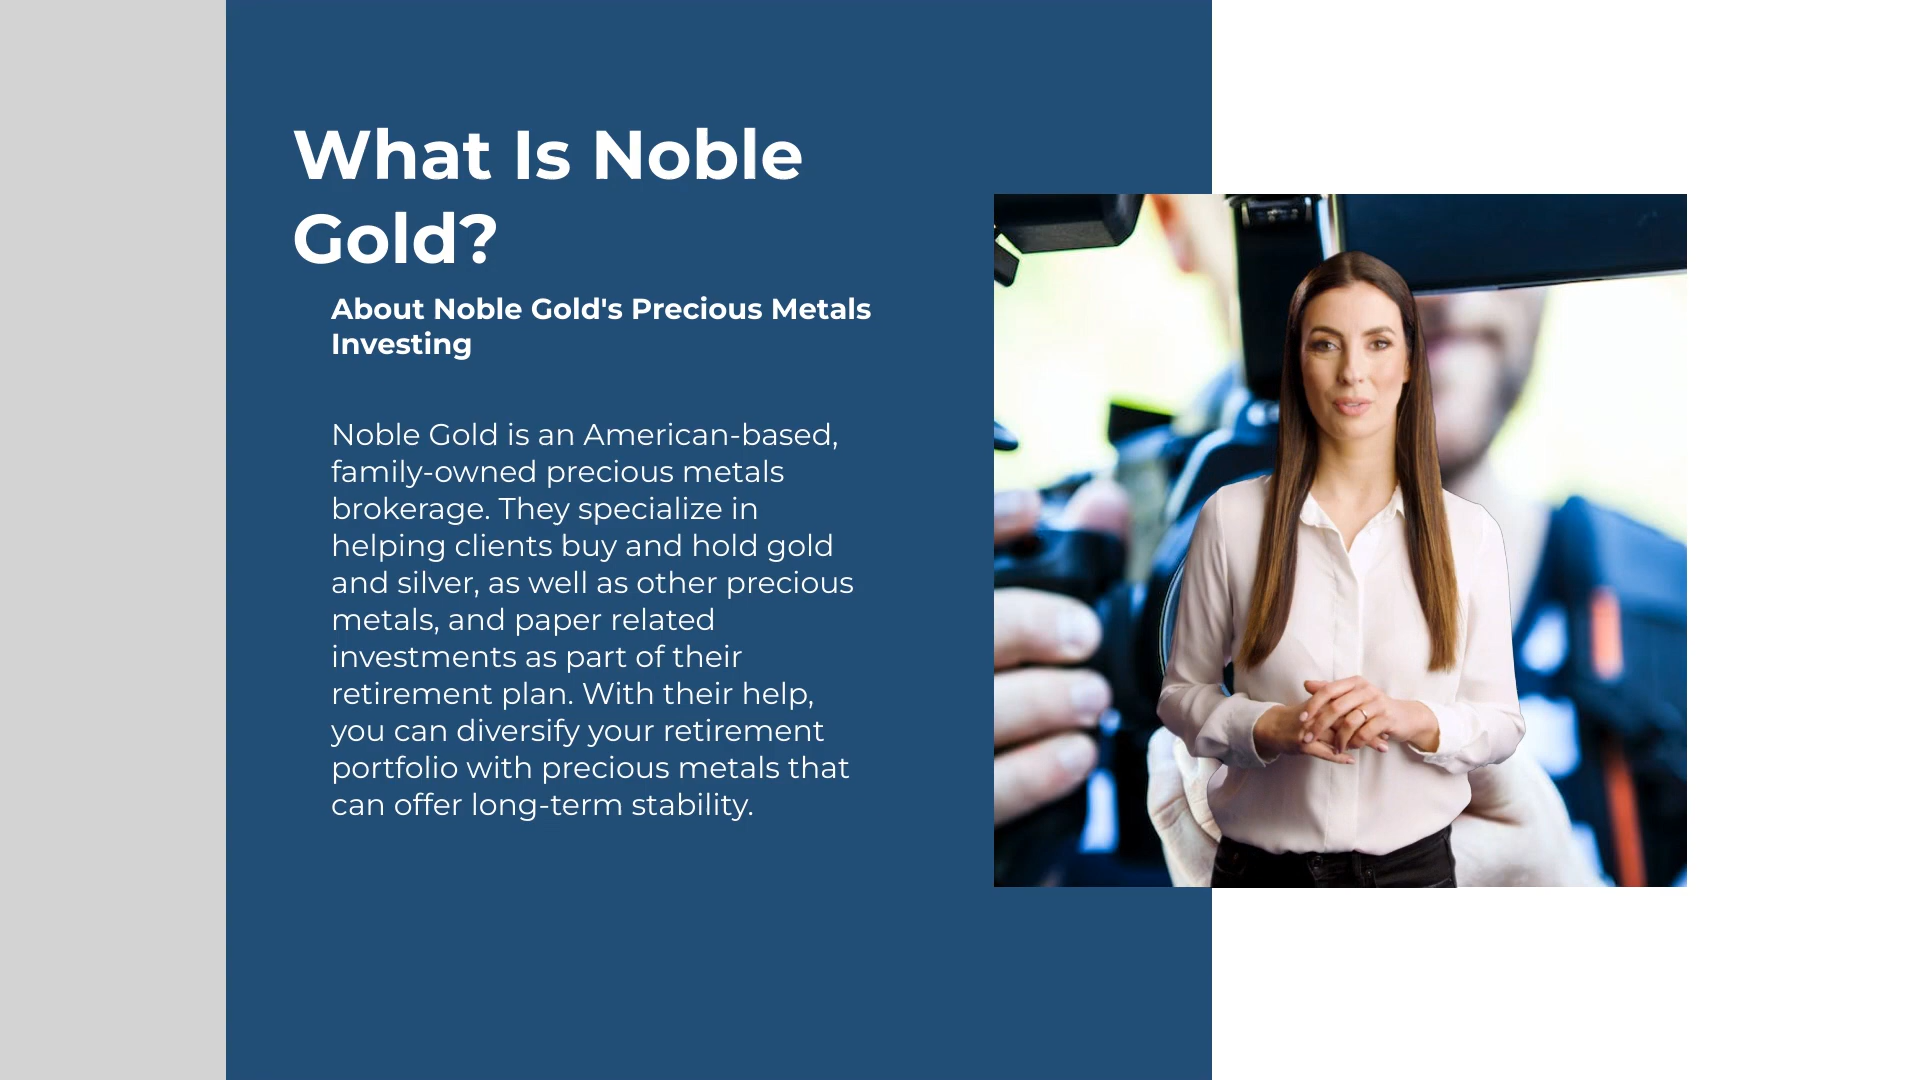 What Is Noble
Gold?
About Noble Gold's Precious Metals
Investing
Noble Gold is an American-based,
family-owned precious metals
brokerage. They specialize in
helping clients buy and hold gold
and silver, as well as other precious
metals, and paper related
investments as part of their
retirement plan. With their help,
you can diversify your retirement
portfolio with precious metals that
can offer long-term stability.